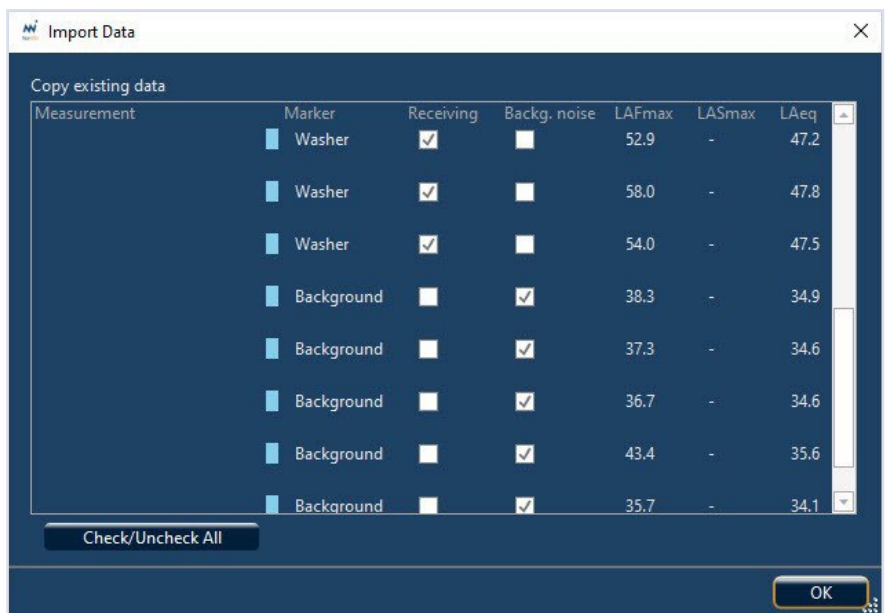 Import Data
Copy existing data
Measurement Marker Receiving Backg. noise LAFmax LASmax LAeq
Washer 52.9 - 47.2
Washer 58.0 - 47.8
Washer 54.0 - 47.5
Background 38.3 - 34.9
Background 37.3 - 34.6
Background 36.7 - 34.6
Background 43.4 - 35.6
Background 35.7 - 34.1
Check/Uncheck All
OK